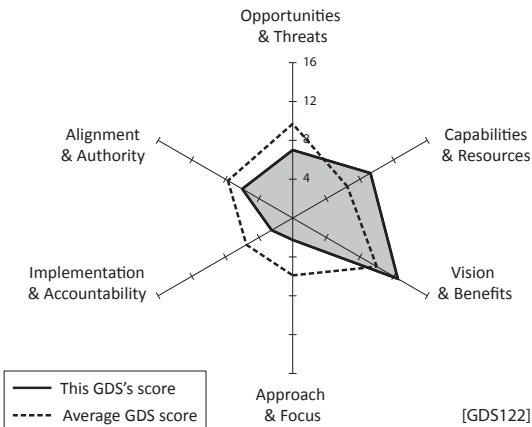 Opportunities
& Threats
16
12
8
4
Alignment
& Authority
Capabilities
& Resources
Implementation
& Accountability
Vision
& Benefits
Approach
& Focus
This GDS's score
Average GDS score
[GDS122]